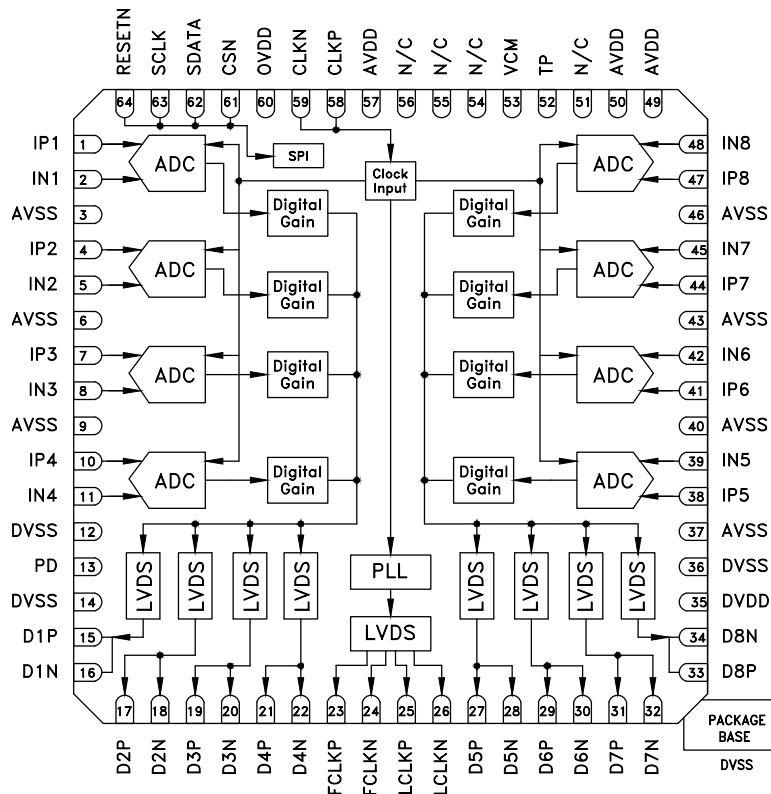 RESETN
SCLK
SDATA
CSN
OVDD
CLKN
CLKP
AVDD
N/C
N/C
N/C
VCM
TP
N/C
AVDD
AVDD
64
63
62
61
60
59
58
57
56
55
54
53
52
51
50
49
IP1
1
ADC
SPI
Clock
Input
ADC
48
IN8
IN1
2
47
IP8
AVSS
3
Digital
Gain
Digital
Gain
46
AVSS
IP2
4
ADC
ADC
45
IN7
IN2
5
Digital
Gain
Digital
Gain
44
IP7
AVSS
6
43
AVSS
IP3
7
ADC
Digital
Gain
Digital
Gain
ADC
42
IN6
IN3
8
41
IP6
AVSS
9
40
AVSS
IP4
10
ADC
Digital
Gain
Digital
Gain
ADC
39
IN5
IN4
11
38
IP5
DVSS
12
37
AVSS
PD
13
LVDS
LVDS
LVDS
LVDS
PLL
LVDS
LVDS
LVDS
LVDS
36
DVSS
DVSS
14
35
DVDD
D1P
15
LVDS
34
D8N
D1N
16
33
D8P
17
18
19
20
21
22
23
24
25
26
27
28
29
30
31
32
D2P
D2N
D3P
D3N
D4P
D4N
FCLKP
FCLKN
LCLKP
LCLKN
D5P
D5N
D6P
D6N
D7P
D7N
PACKAGE
BASE
DVSS